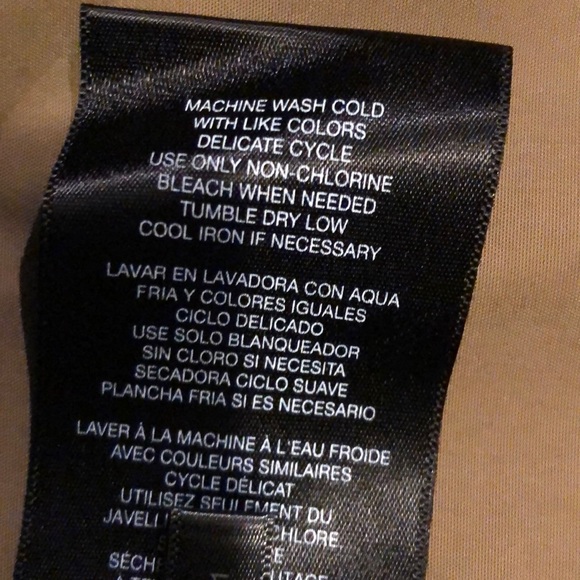 MACHINE WASH COLD
WITH LIKE COLORS
DELICATE CYCLE
USE ONLY NON-CHLORINE
BLEACH WHEN NEEDED
TUMBLE DRY LOW
COOL IRON IF NECESSARY
LAVAR EN LAVADORA CON AQUA
FRIA Y COLORES IGUALES
CICLO DELICADO
USE SOLO BLANQUEADOR
SIN CLORO SI NECESITA
SECADORA CICLO SUAVE
PLANCHA FRIA SI ES NECESARIO
LAVER À LA MACHINE À L'EAU FROIDE
AVEC COULEURS SIMILAIRES
CYCLE DÉLICAT
UTILISEZ SEULEMENT DU